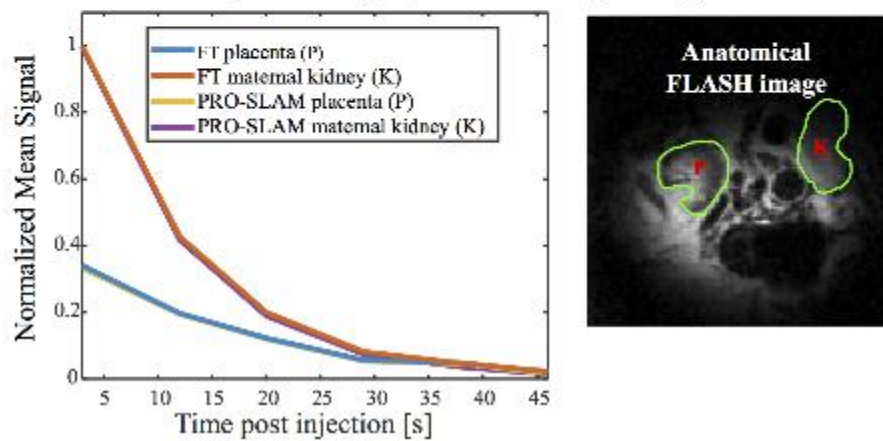 Normalized Mean Signal
1
0.8
0.6
0.4
0.2
0
FT placenta (P)
FT maternal kidney (K)
PRO-SLAM placenta (P)
PRO-SLAM maternal kidney (K)
5 10 15 20 25 30 35 40 45
Time post injection [s]
Anatomical
FLASH image
P
K